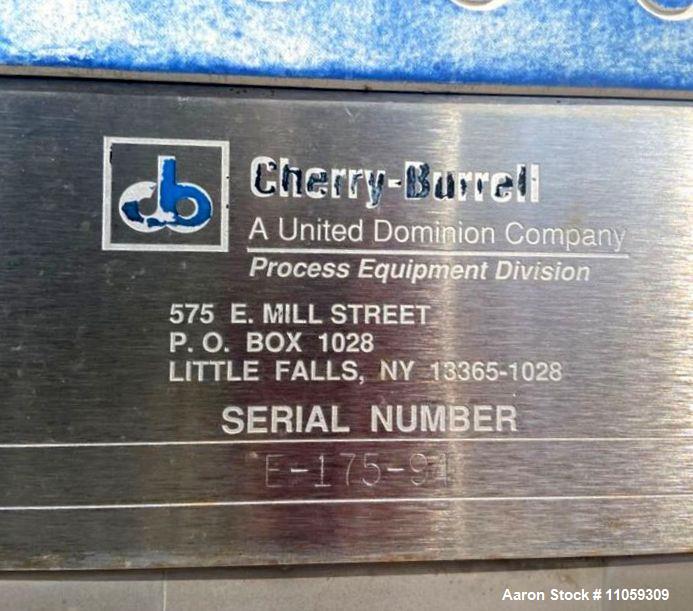 cb
Cherry-Burrell
A United Dominion Company
Process Equipment Division
575 E. MILL STREET
P. O. BOX 1028
LITTLE FALLS, NY 13365-1028
SERIAL NUMBER
E-175-91
Aaron Stock # 11059309